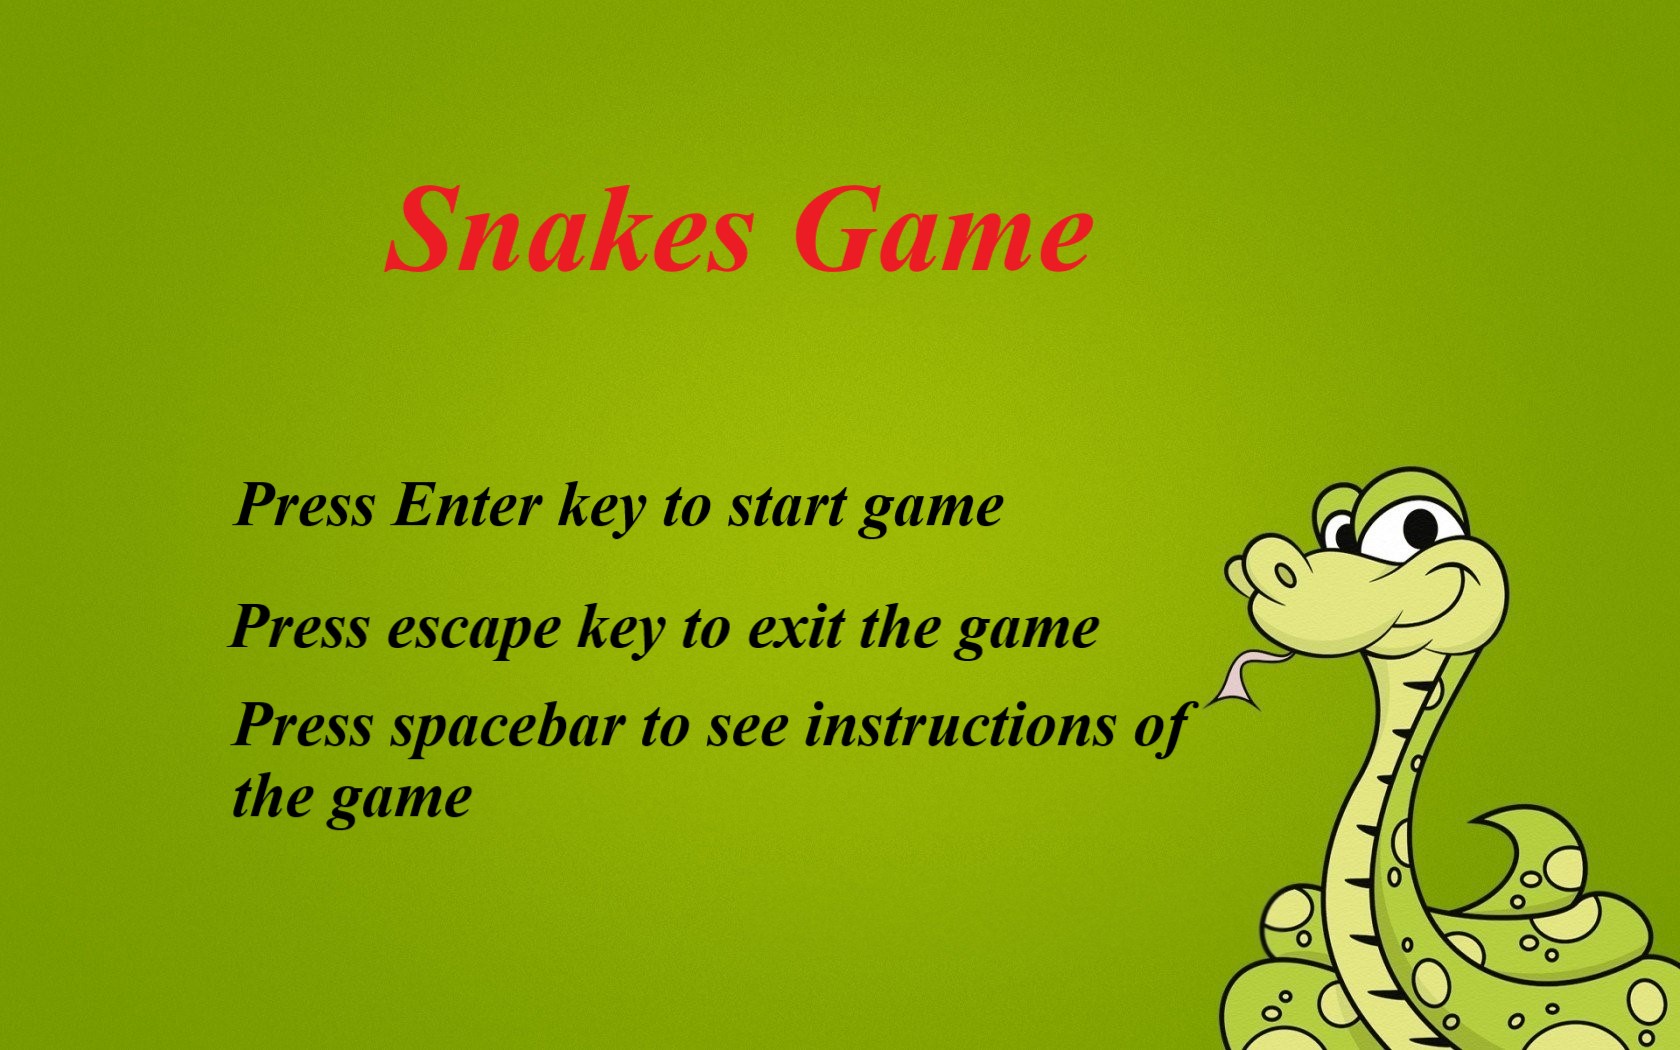 Snakes Game
Press Enter key to start game
Press escape key to exit the game
Press spacebar to see instructions of
the game